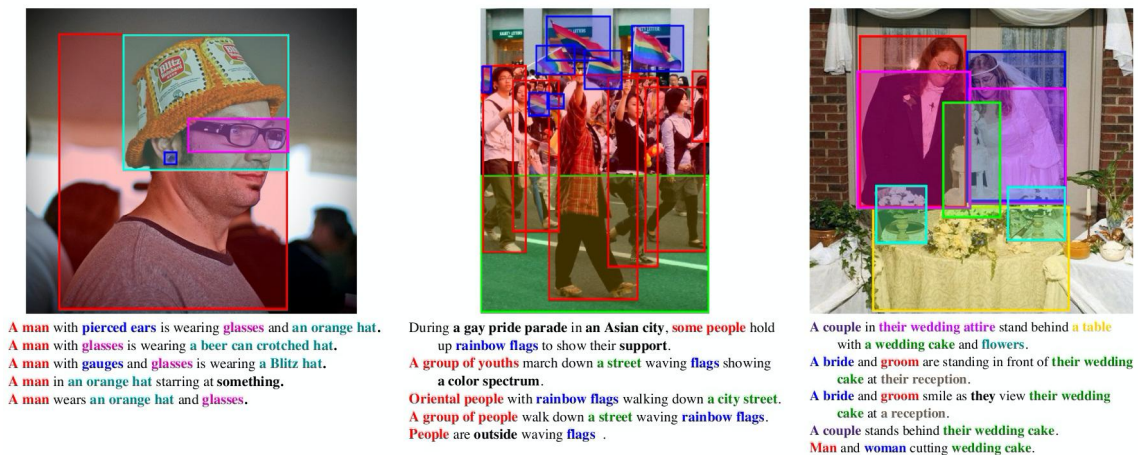 Blitz
A man with pierced ears is wearing glasses and an orange hat.
A man with glasses is wearing a beer can crotched hat.
A man with gauges and glasses is wearing a Blitz hat.
A man in an orange hat starring at something.
A man wears an orange hat and glasses.
During a gay pride parade in an Asian city, some people hold
up rainbow flags to show their support.
A group of youths march down a street waving flags showing
a color spectrum.
Oriental people with rainbow flags walking down a city street.
A group of people walk down a street waving rainbow flags.
People are outside waving flags .
A couple in their wedding attire stand behind a table
with a wedding cake and flowers.
A bride and groom are standing in front of their wedding
cake at their reception.
A bride and groom smile as they view their wedding
cake at a reception.
A couple stands behind their wedding cake.
Man and woman cutting wedding cake.